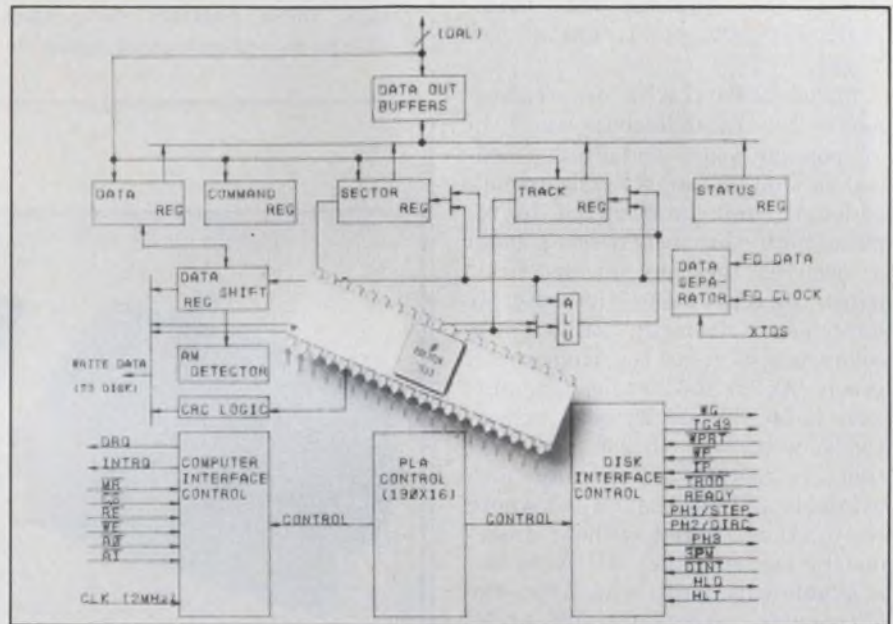 (DAL)
DATA OUT
BUFFERS
DATA
REG
COMMAND
REG
SECTOR
REG
TRACK
REG
STATUS
REG
DATA
SHIFT
REG
DATA
SEPA-
RATOR
FD DATA
FD CLOCK
XTDS
ALU
WRITE DATA
(TO DISK)
AM
DETECTOR
CRC LOGIC
DRQ
INTRQ
MR
CS
RE
WE
A0
A1
CLK (2MHZ)
COMPUTER
INTERFACE
CONTROL
CONTROL
PLA
CONTROL
(190X16)
CONTROL
DISK
INTERFACE
CONTROL
WG
TG43
WPRT
WF
IP
TR00
READY
PH1/STEP
PH2/DIRC
PH3
3PM
DINT
HLD
HLT